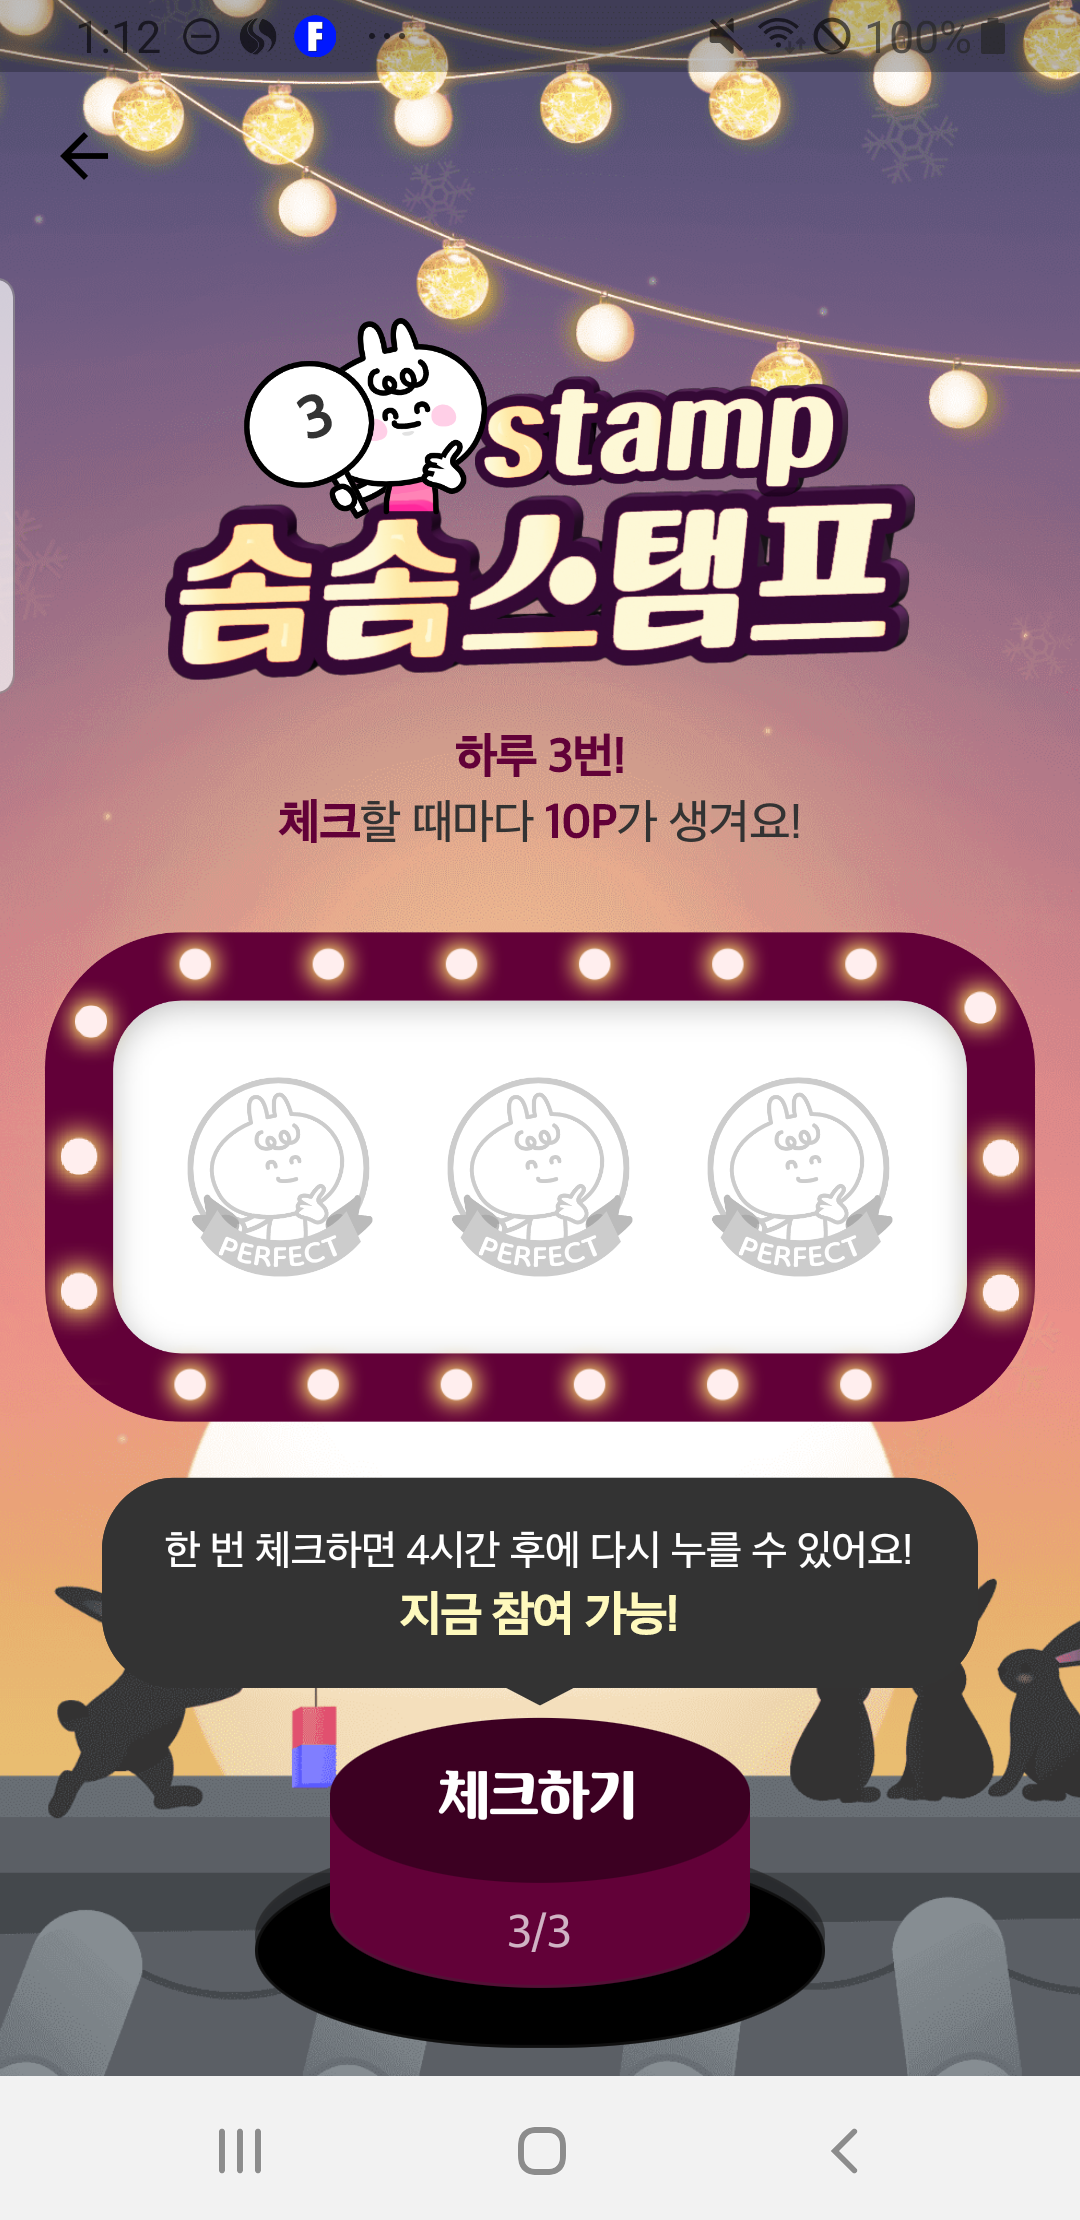 1:12
F
100%
3
stamp
솜솜스탬프
하루 3번!
체크할 때마다 10P가 생겨요!
PERFECT PERFECT PERFECT
한 번 체크하면 4시간 후에 다시 누를 수 있어요!
지금 참여 가능!
체크하기
3/3